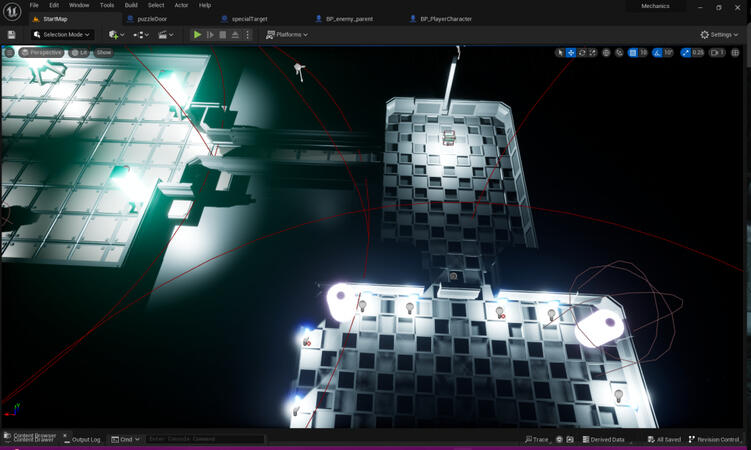 File Edit Window Tools Build Select Actor Help Mechanics
StartMap puzzleDoor specialTarget BP_enemy_parent BP_PlayerCharacter
Selection Mode Platforms Settings
Perspective Lit Show 10 10° 0.25 1
Y
Content Browser
Content Drawer Output Log Cmd Enter Console Command Trace Derived Data All Saved Revision Control